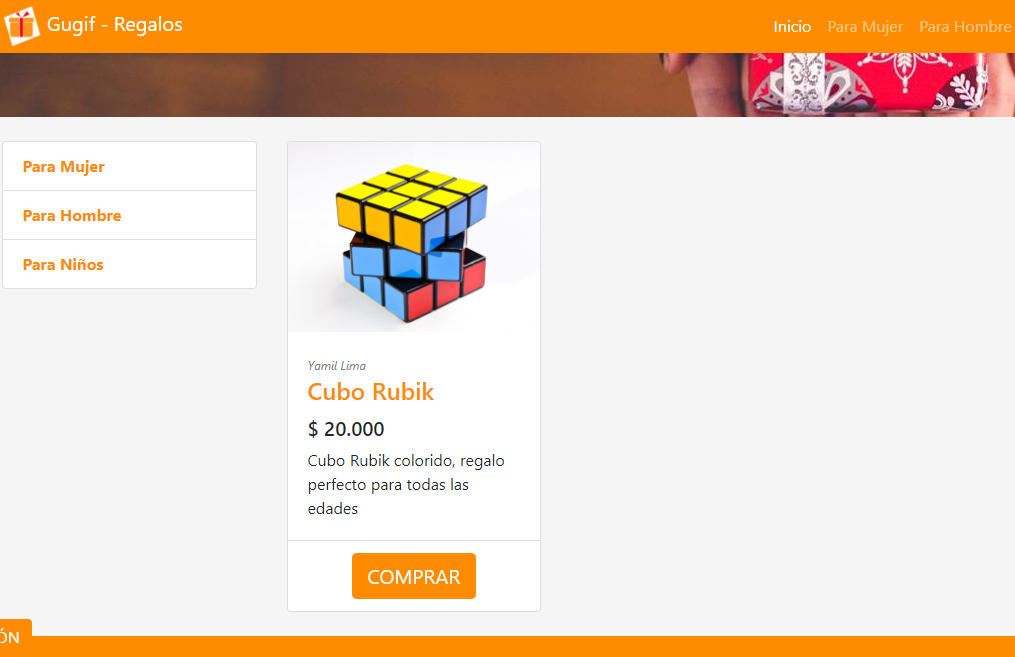 Gugif - Regalos
Inicio Para Mujer Para Hombre
Para Mujer
Para Hombre
Para Niños
Yamil Lima
Cubo Rubik
$ 20.000
Cubo Rubik colorido, regalo
perfecto para todas las
edades
COMPRAR
ÓN